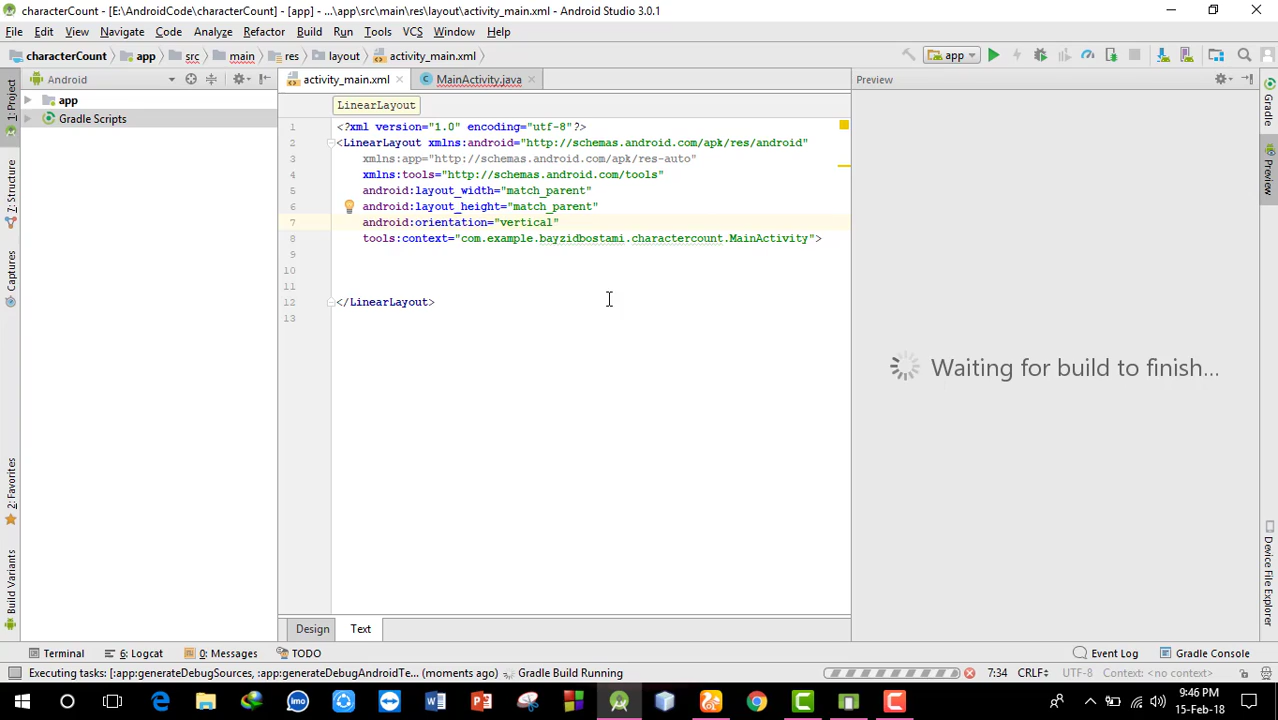 characterCount - [E:\AndroidCode\characterCount] - [app] - ...\app\src\main\res\layout\activity_main.xml - Android Studio 3.0.1
File Edit View Navigate Code Analyze Refactor Build Run Tools VCS Window Help
characterCount app src main res layout activity_main.xml app
Android activity_main.xml MainActivity.java Preview
app
Gradle Scripts
LinearLayout
1 <?xml version="1.0" encoding="utf-8"?>
2 <LinearLayout xmlns:android="http://schemas.android.com/apk/res/android"
3 xmlns:app="http://schemas.android.com/apk/res-auto"
4 xmlns:tools="http://schemas.android.com/tools"
5 android:layout_width="match_parent"
6 android:layout_height="match_parent"
7 android:orientation="vertical"
8 tools:context="com.example.bayzidbostami.charactercount.MainActivity">
9
10
11
12 </LinearLayout>
13
Waiting for build to finish...
1: Project
7: Structure
Captures
2: Favorites
Build Variants
Gradle
Preview
Device File Explorer
Design Text
Terminal 6: Logcat 0: Messages TODO Event Log Gradle Console
Executing tasks: [:app:generateDebugSources, :app:generateDebugAndroidTe... (moments ago) Gradle Build Running 7:34 CRLF÷ UTF-8 Context: <no context>
imo
9:46 PM
15-Feb-18